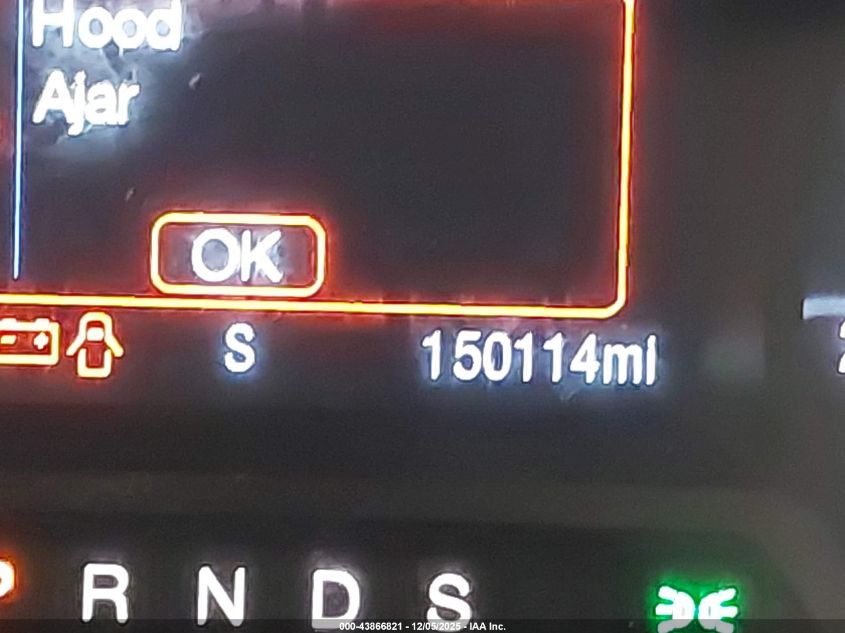 Hood
Ajar
OK
S 150114mi
P R N D S
000-43866821 - 12/05/2025 - IAA Inc.